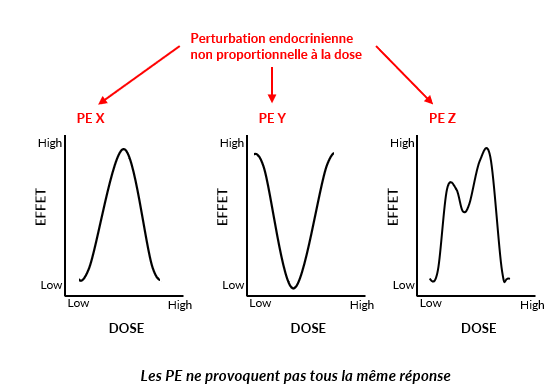 Perturbation endocrinienne
non proportionnelle à la dose
PE X
PE Y
PE Z
High
EFFET
Low
Low
High
DOSE
High
EFFET
Low
Low
High
DOSE
High
EFFET
Low
Low
High
DOSE
Les PE ne provoquent pas tous la même réponse